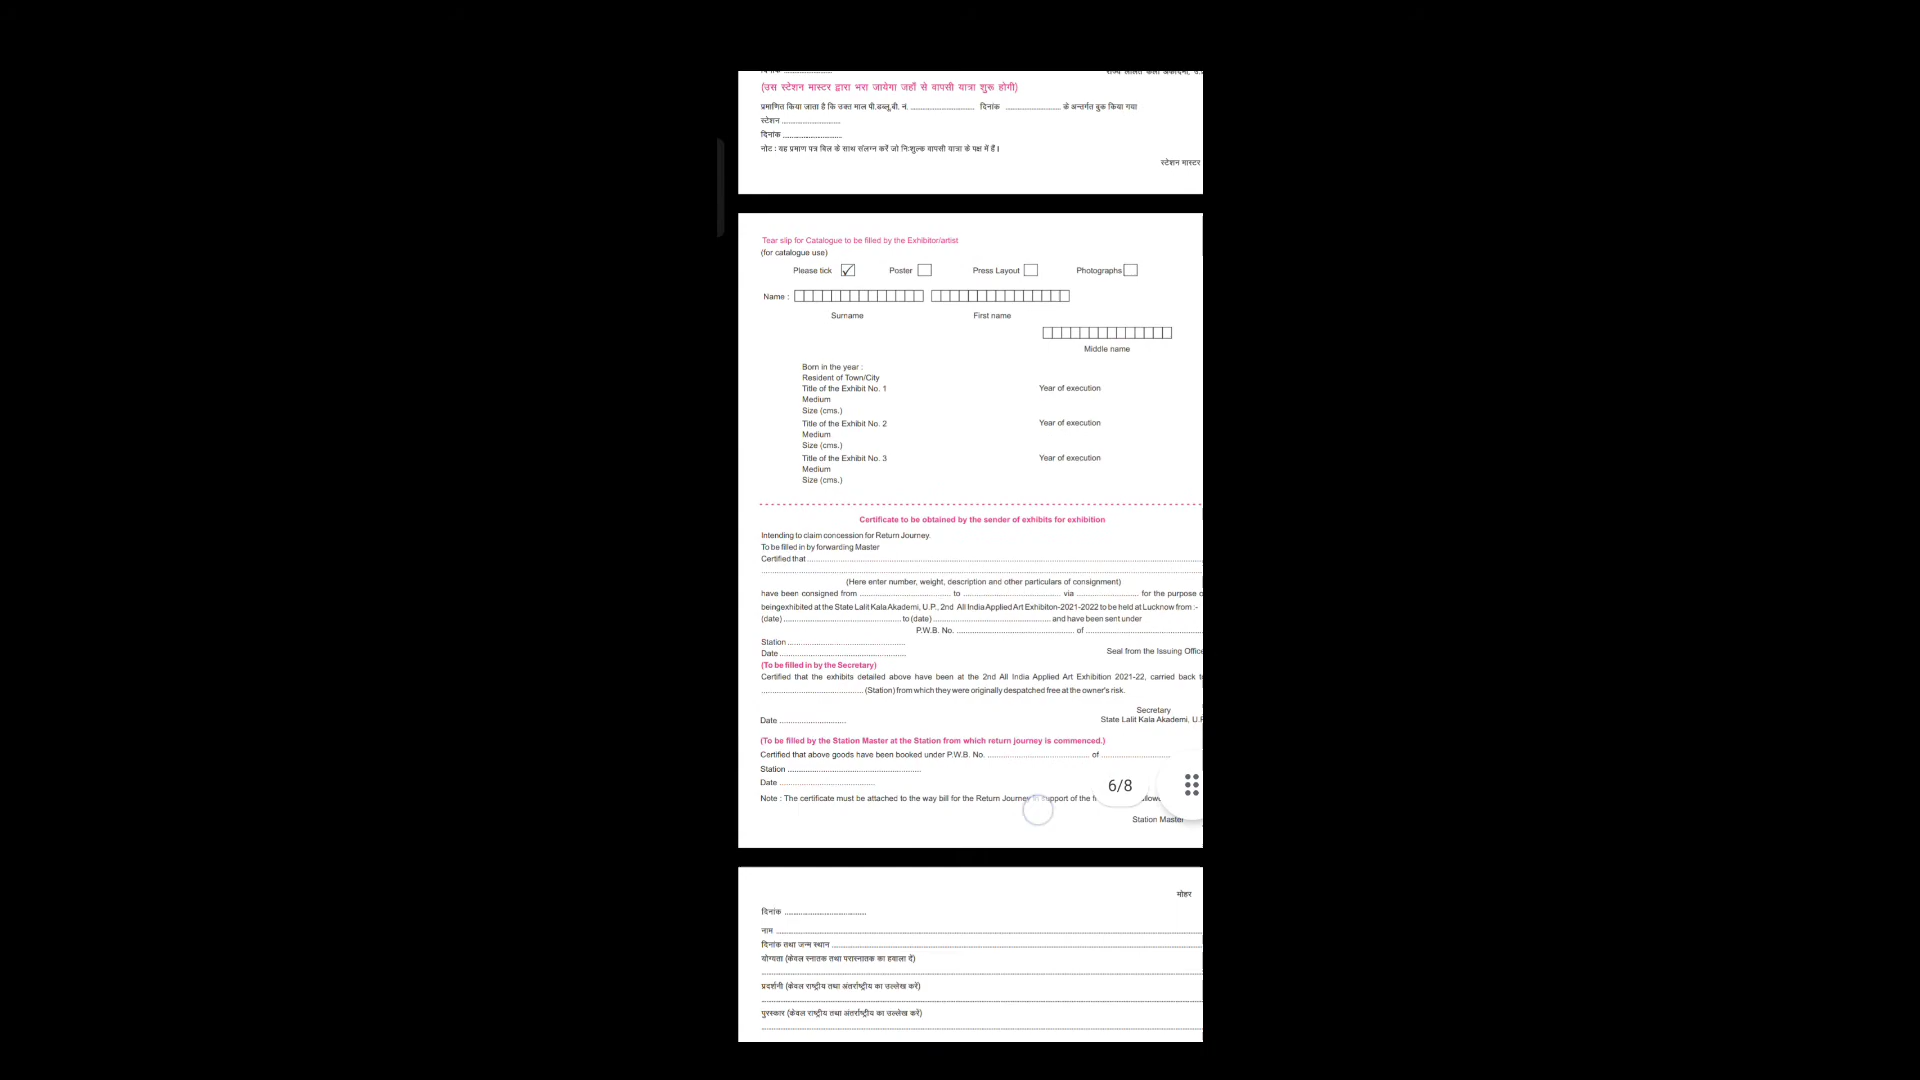 (उस स्टेशन मास्टर द्वारा भरा जायेगा जहाँ से वापसी यात्रा शुरू होगी)
प्रमाणित किया जाता है कि उक्त माल पी.डब्लू.बी. नं. .............................. दिनांक .......................... के अन्तर्गत बुक किया गया
स्टेशन ............................
दिनांक ............................
नोट : यह प्रमाण पत्र बिल के साथ संलग्न करें जो निःशुल्क वापसी यात्रा के पक्ष में हैं।
स्टेशन मास्टर
Tear slip for Catalogue to be filled by the Exhibitor/artist
(for catalogue use)
Please tick ✓ Poster Press Layout Photographs
Name :
Surname First name
Middle name
Born in the year :
Resident of Town/City
Title of the Exhibit No. 1 Year of execution
Medium
Size (cms.)
Title of the Exhibit No. 2 Year of execution
Medium
Size (cms.)
Title of the Exhibit No. 3 Year of execution
Medium
Size (cms.)
Certificate to be obtained by the sender of exhibits for exhibition
Intending to claim concession for Return Journey.
To be filled in by forwarding Master
Certified that ............................................................
(Here enter number, weight, description and other particulars of consignment)
have been consigned from .................................... to ...................................... via ........................ for the purpose
beingexhibited at the State Lalit Kala Akademi, U.P., 2nd All India Applied Art Exhibiton-2021-2022 to be held at Lucknow from :-
(date) .............................................. to (date) .............................................. and have been sent under
P.W.B. No. .............................................. of ..............................................
Station ..............................................
Date ..................................................
Seal from the Issuing Office
(To be filled in by the Secretary)
Certified that the exhibits detailed above have been at the 2nd All India Applied Art Exhibition 2021-22, carried back
........................................ (Station) from which they were originally despatched free at the owner's risk.
Secretary
Date .......................... State Lalit Kala Akademi, U.P
(To be filled by the Station Master at the Station from which return journey is commenced.)
Certified that above goods have been booked under P.W.B. No. ........................................ of ...........................
Station .....................................................
Date .....................................
6/8
Note : The certificate must be attached to the way bill for the Return Journey support of the
Station Master
मोहर
दिनांक ......................................
नाम ............................................................
दिनांक तथा जन्म स्थान ............................................................
योग्यता (केवल स्नातक तथा परास्नातक का हवाला दें)
............................................................
प्रदर्शनी (केवल राष्ट्रीय तथा अंतर्राष्ट्रीय का उल्लेख करें)
............................................................
पुरस्कार (केवल राष्ट्रीय तथा अंतर्राष्ट्रीय का उल्लेख करें)
............................................................